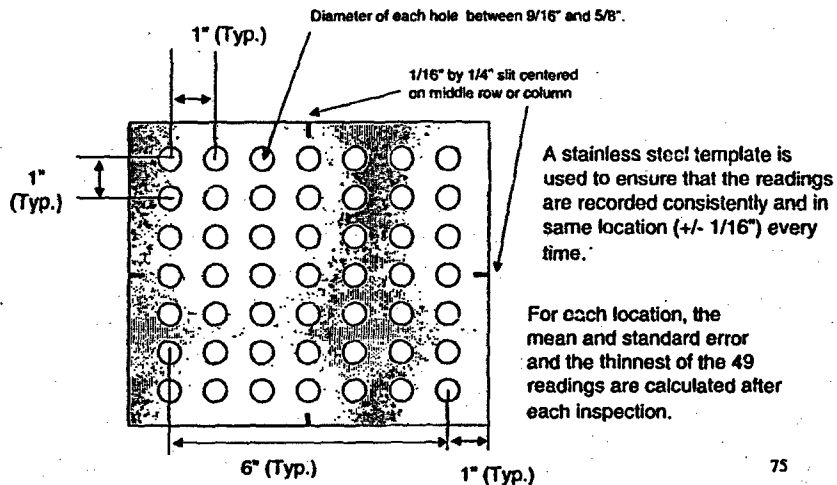 Diameter of each hole between 9/16" and 5/8".
1" (Typ.)
1/16" by 1/4" slit centered
on middle row or column
1"
(Typ.)
A stainless steel template is
used to ensure that the readings
are recorded consistently and in
same location (+/- 1/16") every
time.
For each location, the
mean and standard error
and the thinnest of the 49
readings are calculated after
each inspection.
6" (Typ.)
1" (Typ.)
75